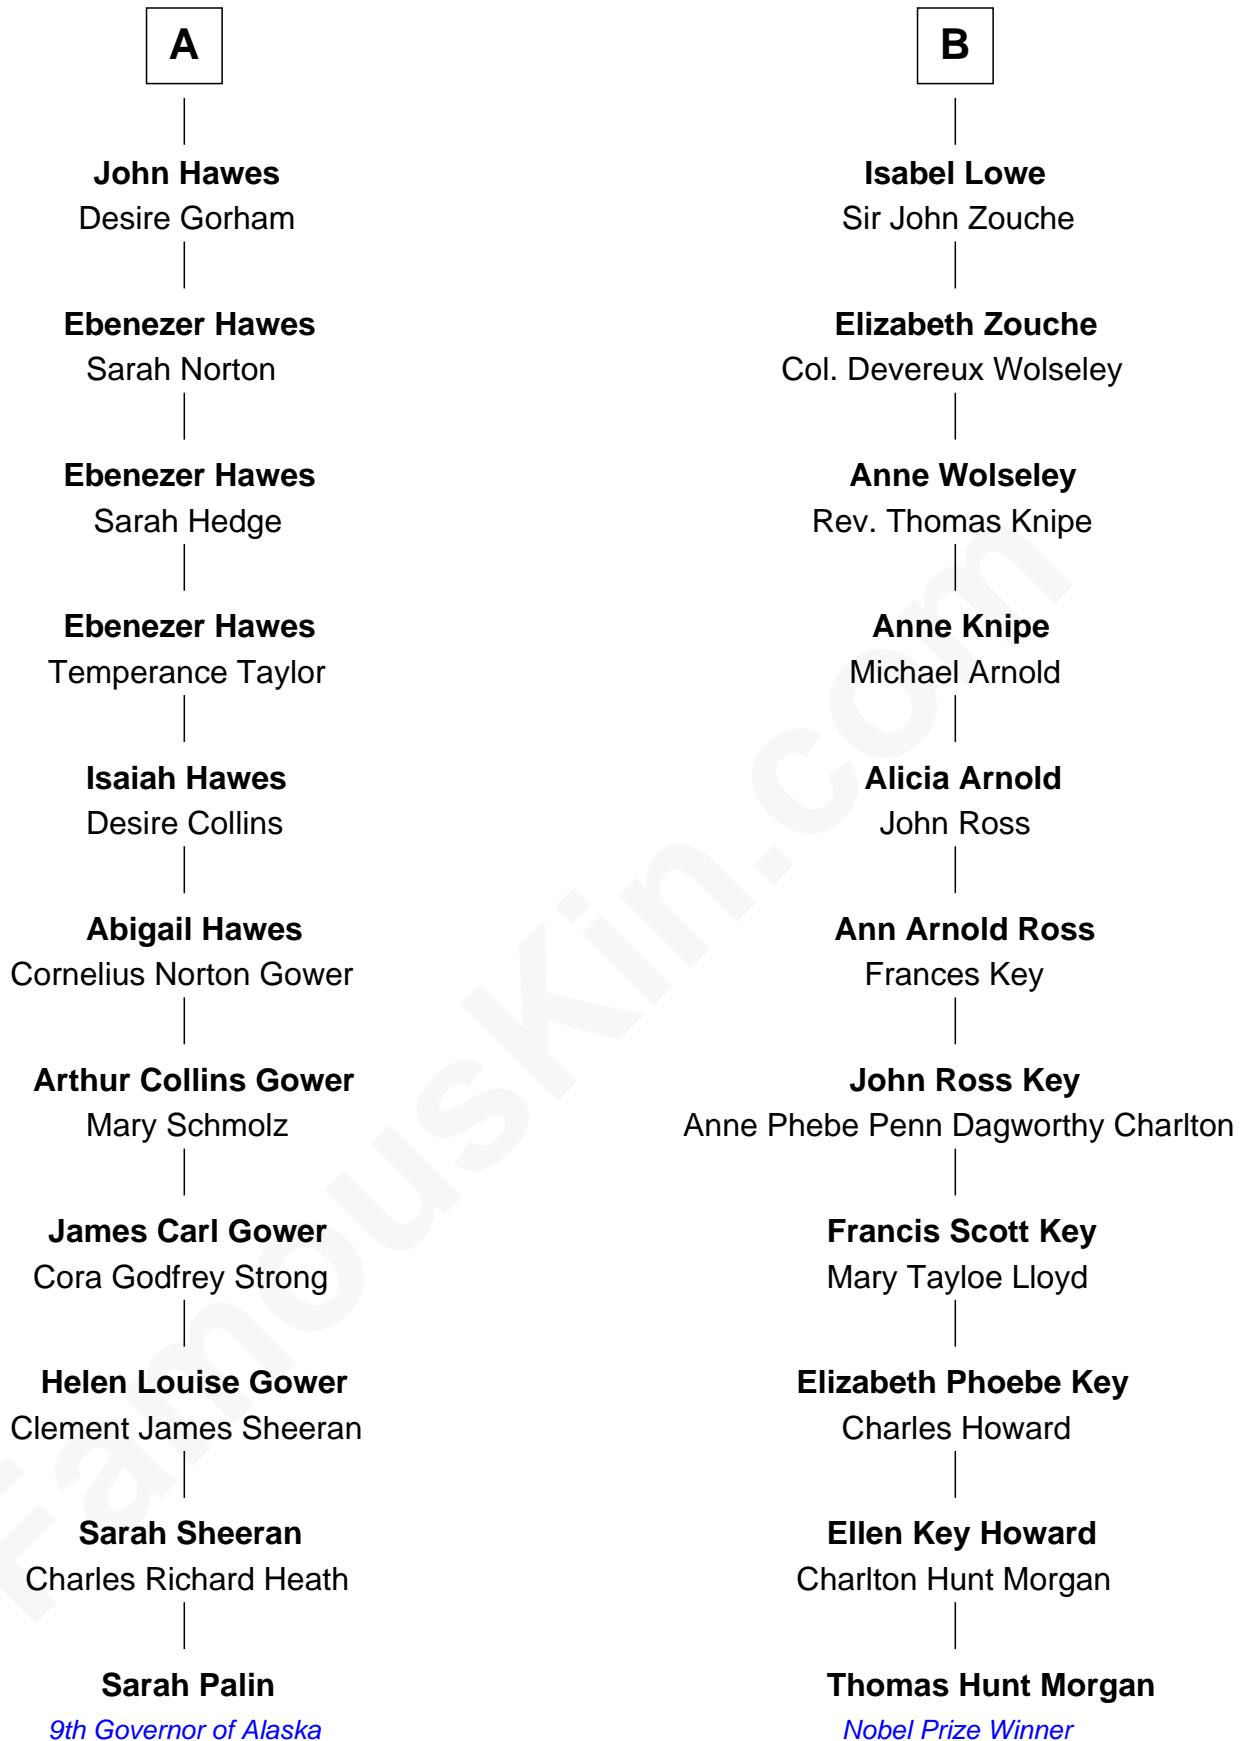 A
John Hawes
Desire Gorham
Ebenezer Hawes
Sarah Norton
Ebenezer Hawes
Sarah Hedge
Ebenezer Hawes
Temperance Taylor
Isaiah Hawes
Desire Collins
Abigail Hawes
Cornelius Norton Gower
Arthur Collins Gower
Mary Schmolz
James Carl Gower
Cora Godfrey Strong
Helen Louise Gower
Clement James Sheeran
Sarah Sheeran
Charles Richard Heath
Sarah Palin
9th Governor of Alaska
B
Isabel Lowe
Sir John Zouche
Elizabeth Zouche
Col. Devereux Wolseley
Anne Wolseley
Rev. Thomas Knipe
Anne Knipe
Michael Arnold
Alicia Arnold
John Ross
Ann Arnold Ross
Frances Key
John Ross Key
Anne Phebe Penn Dagworthy Charlton
Francis Scott Key
Mary Tayloe Lloyd
Elizabeth Phoebe Key
Charles Howard
Ellen Key Howard
Charlton Hunt Morgan
Thomas Hunt Morgan
Nobel Prize Winner
FamousKin.com